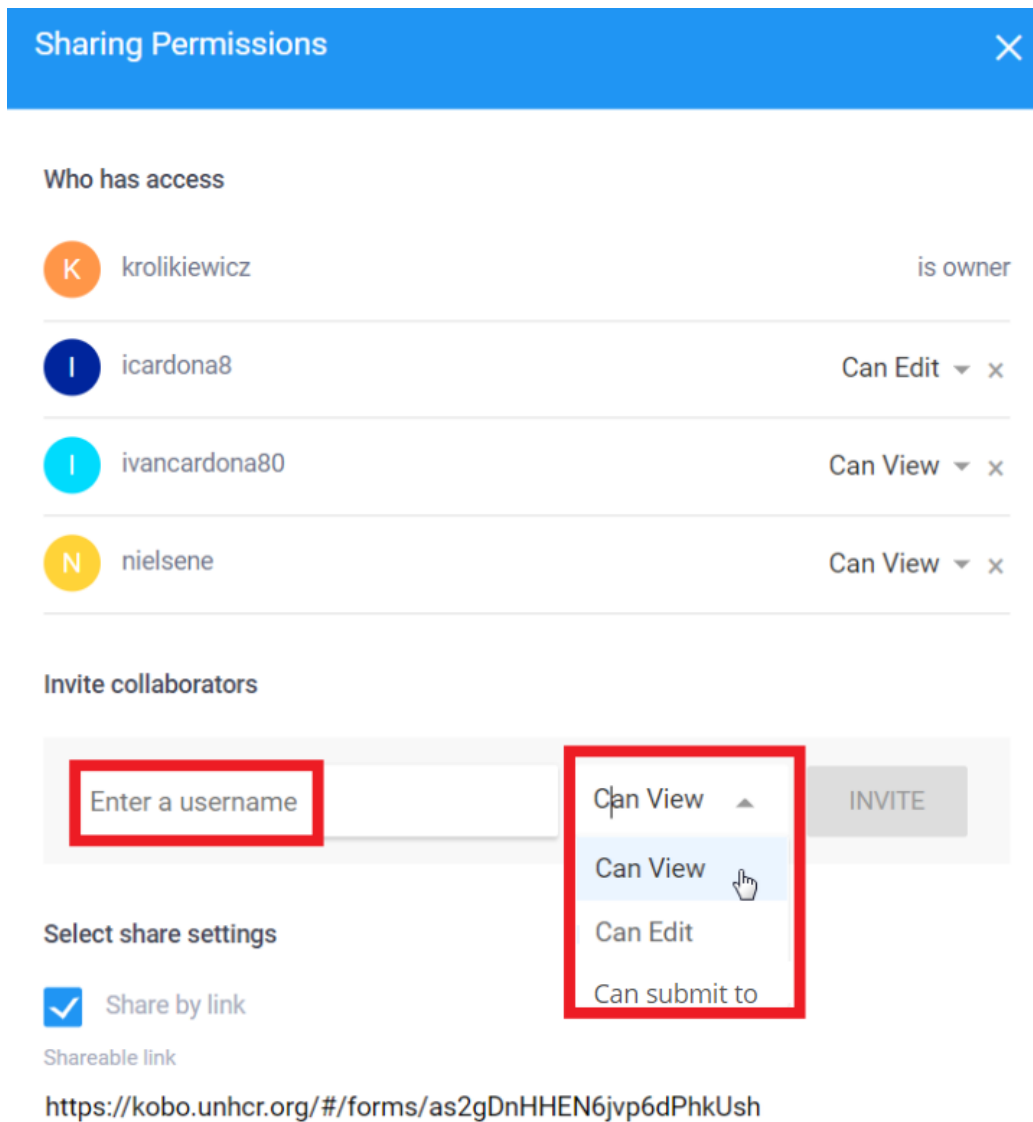 Sharing Permissions
Who has access
K krolikiewicz is owner
I icardona8 Can Edit x
I ivancardona80 Can View x
N nielsene Can View x
Invite collaborators
Enter a username Can View INVITE
Can View
Can Edit
Can submit to
Select share settings
Share by link
Shareable link
https://kobo.unhcr.org/#/forms/as2gDnHHEN6jvp6dPhkUsh